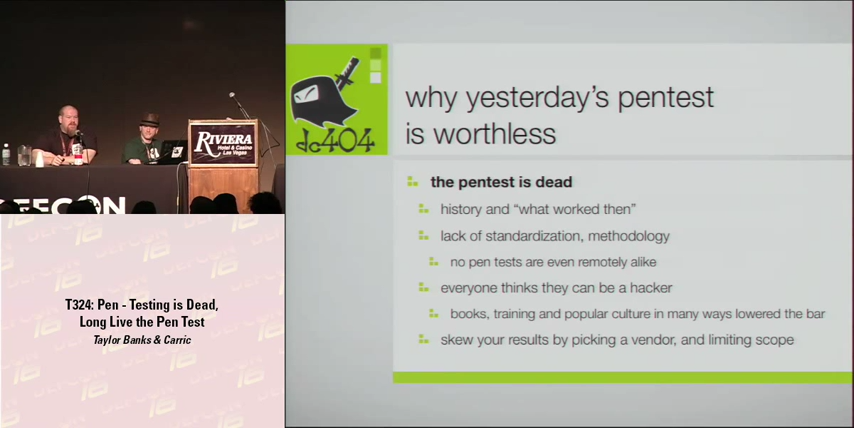 RIVIERA
Hotel & Casino
Las Vegas
DEFCON
T324: Pen - Testing is Dead,
Long Live the Pen Test
Taylor Banks & Carric
dc404
why yesterday's pentest
is worthless
the pentest is dead
history and “what worked then”
lack of standardization, methodology
no pen tests are even remotely alike
everyone thinks they can be a hacker
books, training and popular culture in many ways lowered the bar
skew your results by picking a vendor, and limiting scope